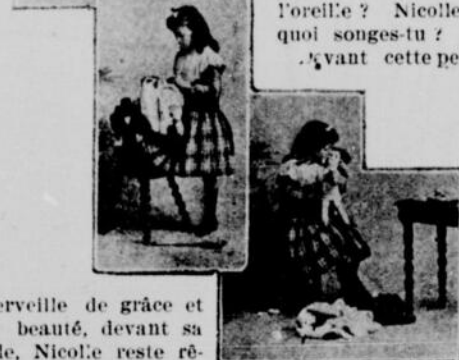 l'oreille ? Nicolle
quoi songes-tu ?
vant cette pe
erveille de grâce et
beauté, devant sa
le, Nicolle reste rê-